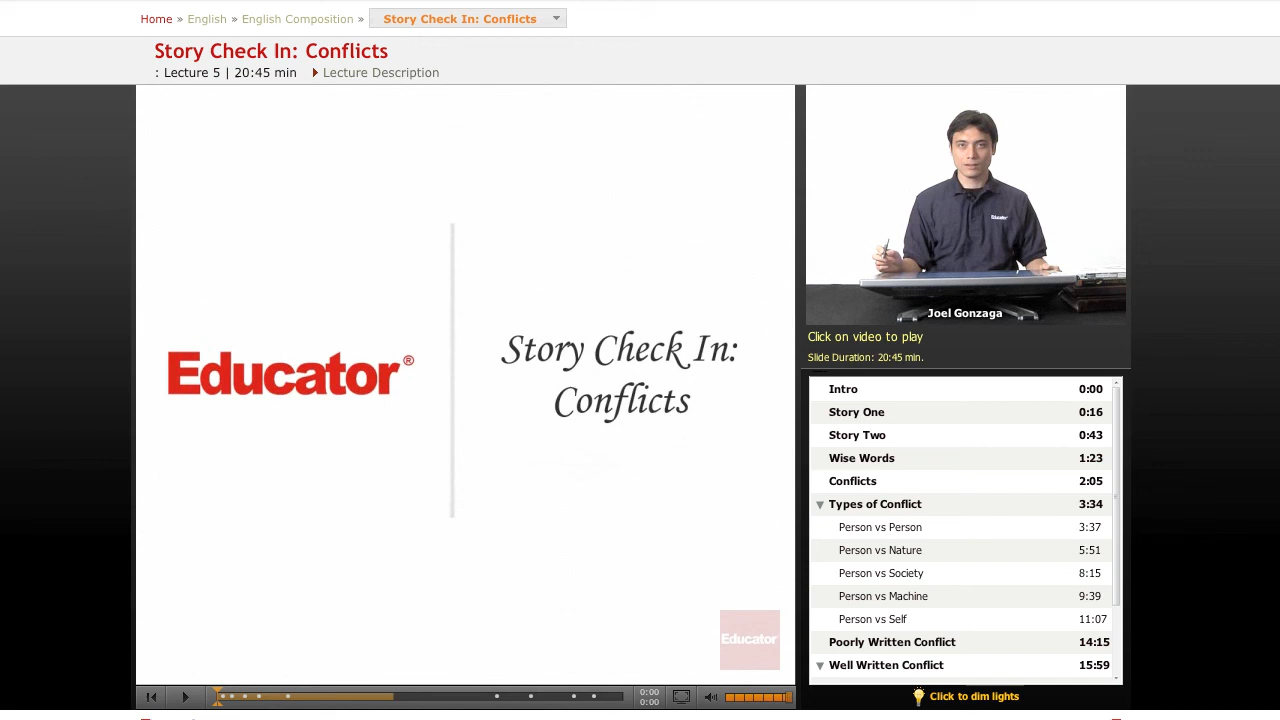 Home » English » English Composition » Story Check In: Conflicts
Story Check In: Conflicts
: Lecture 5 | 20:45 min Lecture Description
Educator®
Story Check In:
Conflicts
Educator
Educator
Joel Gonzaga
Click on video to play
Slide Duration: 20:45 min.
Intro 0:00
Story One 0:16
Story Two 0:43
Wise Words 1:23
Conflicts 2:05
Types of Conflict 3:34
Person vs Person 3:37
Person vs Nature 5:51
Person vs Society 8:15
Person vs Machine 9:39
Person vs Self 11:07
Poorly Written Conflict 14:15
Well Written Conflict 15:59
0:00
0:00
Click to dim lights